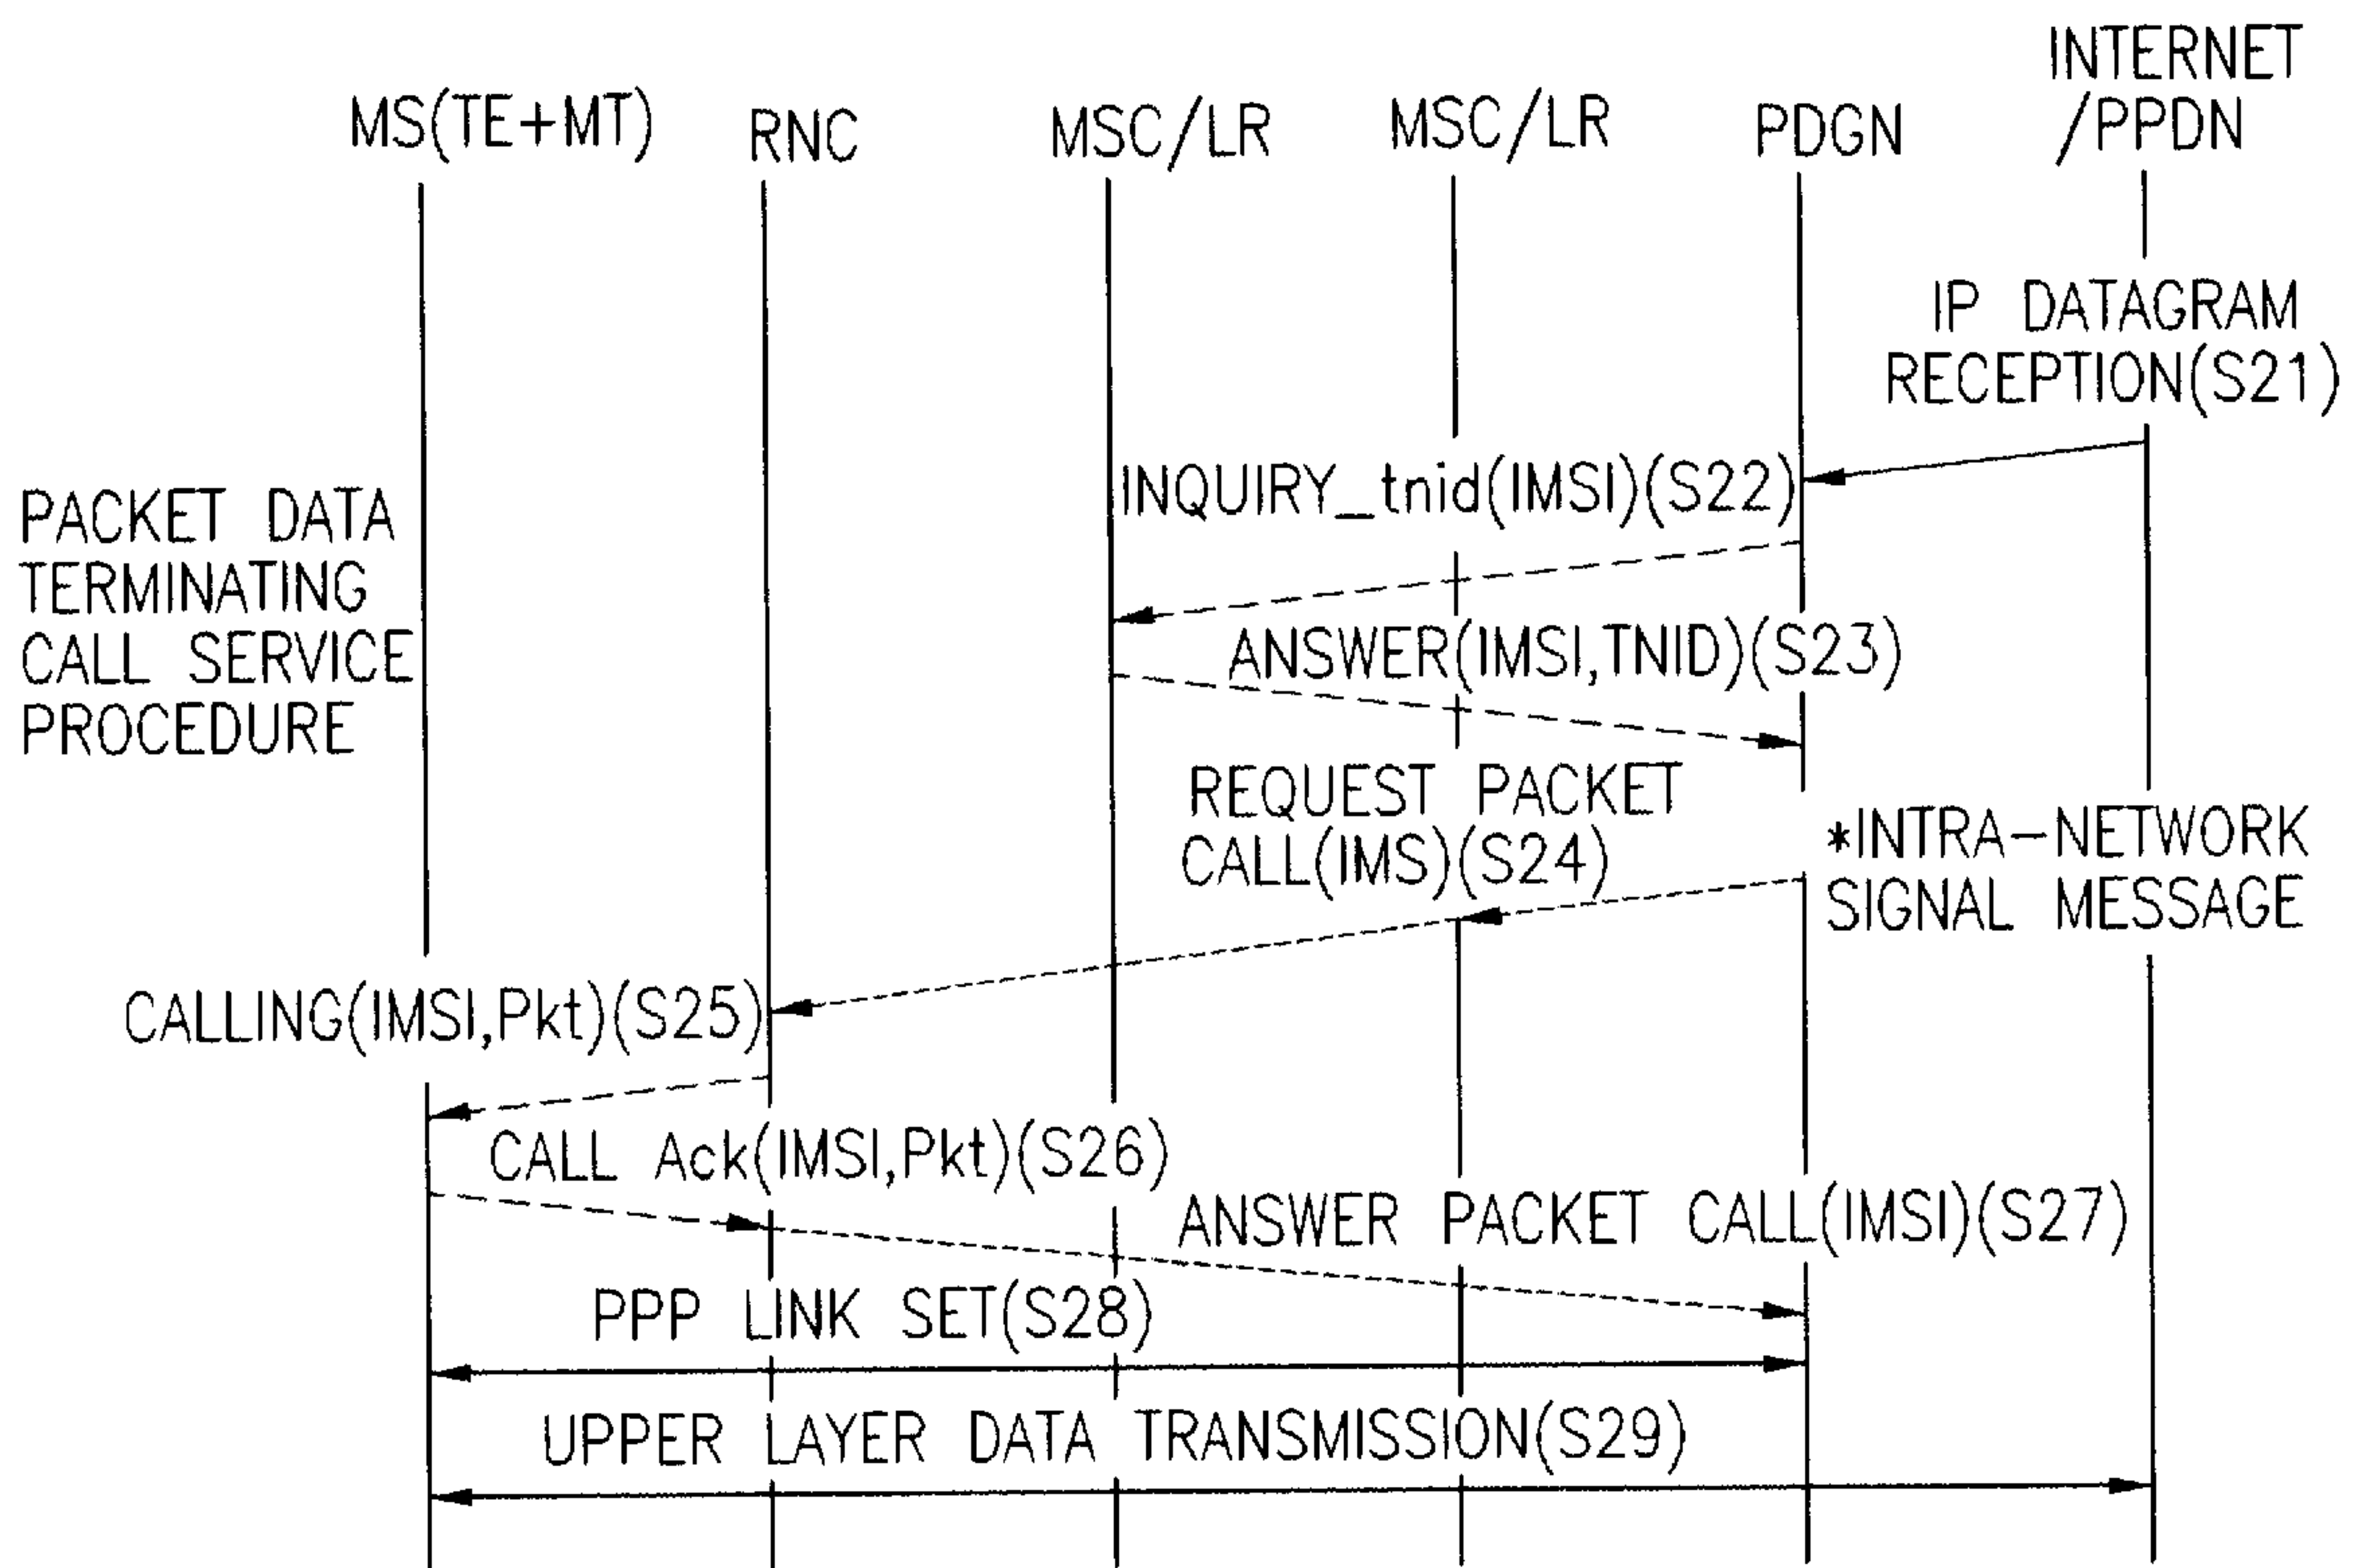 MS(TE+MT)
RNC
MSC/LR
MSC/LR
PDGN
INTERNET
/PPDN
IP DATAGRAM
RECEPTION(S21)
INQUIRY_tnid(IMSI)(S22)
PACKET DATA
TERMINATING
CALL SERVICE
PROCEDURE
ANSWER(IMSI,TNID)(S23)
REQUEST PACKET
CALL(IMS)(S24)
*INTRA-NETWORK
SIGNAL MESSAGE
CALLING(IMSI,Pkt)(S25)
CALL Ack(IMSI,Pkt)(S26)
ANSWER PACKET CALL(IMSI)(S27)
PPP LINK SET(S28)
UPPER LAYER DATA TRANSMISSION(S29)